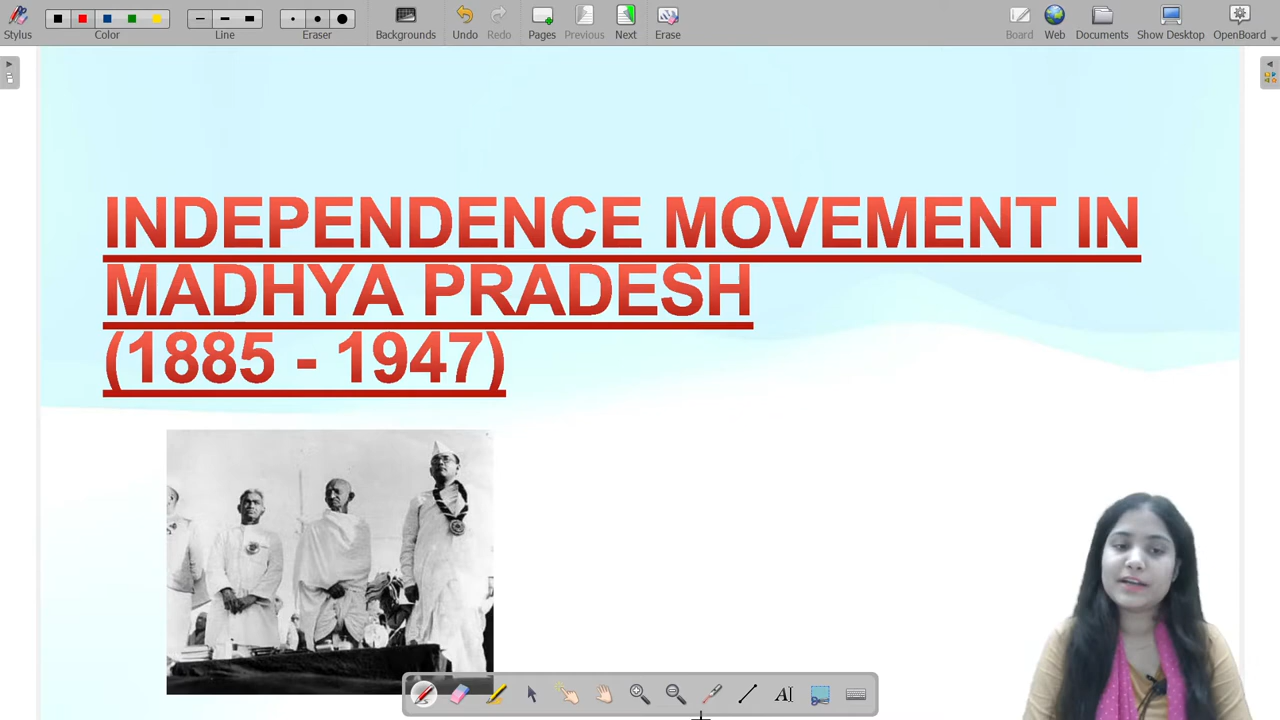 Stylus
Color
Line
Eraser
Backgrounds
Undo
Redo
Pages
Previous
Next
Erase
Board
Web
Documents
Show Desktop
OpenBoard
INDEPENDENCE MOVEMENT IN
MADHYA PRADESH
(1885 - 1947)
AI